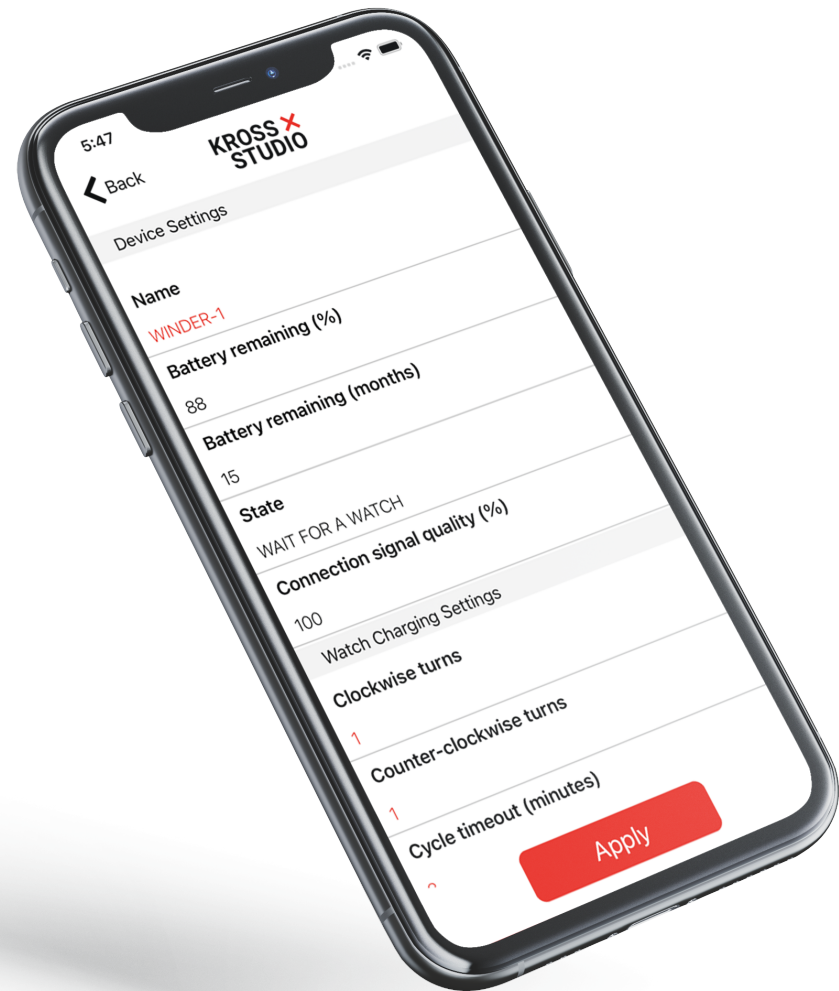 5:47
Back
KROSS
STUDIO
Device Settings
Name
WINDER-1
Battery remaining (%)
88
Battery remaining (months)
15
State
WAIT FOR A WATCH
Connection signal quality (%)
100
Watch Charging Settings
Clockwise turns
1
Counter-clockwise turns
1
Cycle timeout (minutes)
Apply